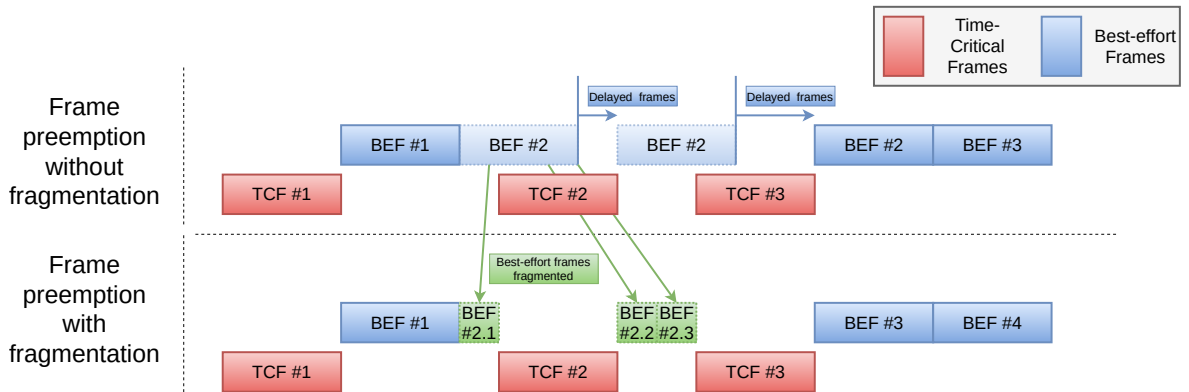 Time-
Critical
Frames
Best-effort
Frames
Frame
preemption
without
fragmentation
Delayed frames
Delayed frames
BEF #1
BEF #2
BEF #2
BEF #2
BEF #3
TCF #1
TCF #2
TCF #3
Frame
preemption
with
fragmentation
Best-effort frames
fragmented
BEF #1
BEF
#2.1
BEF
#2.2
BEF
#2.3
BEF #3
BEF #4
TCF #1
TCF #2
TCF #3